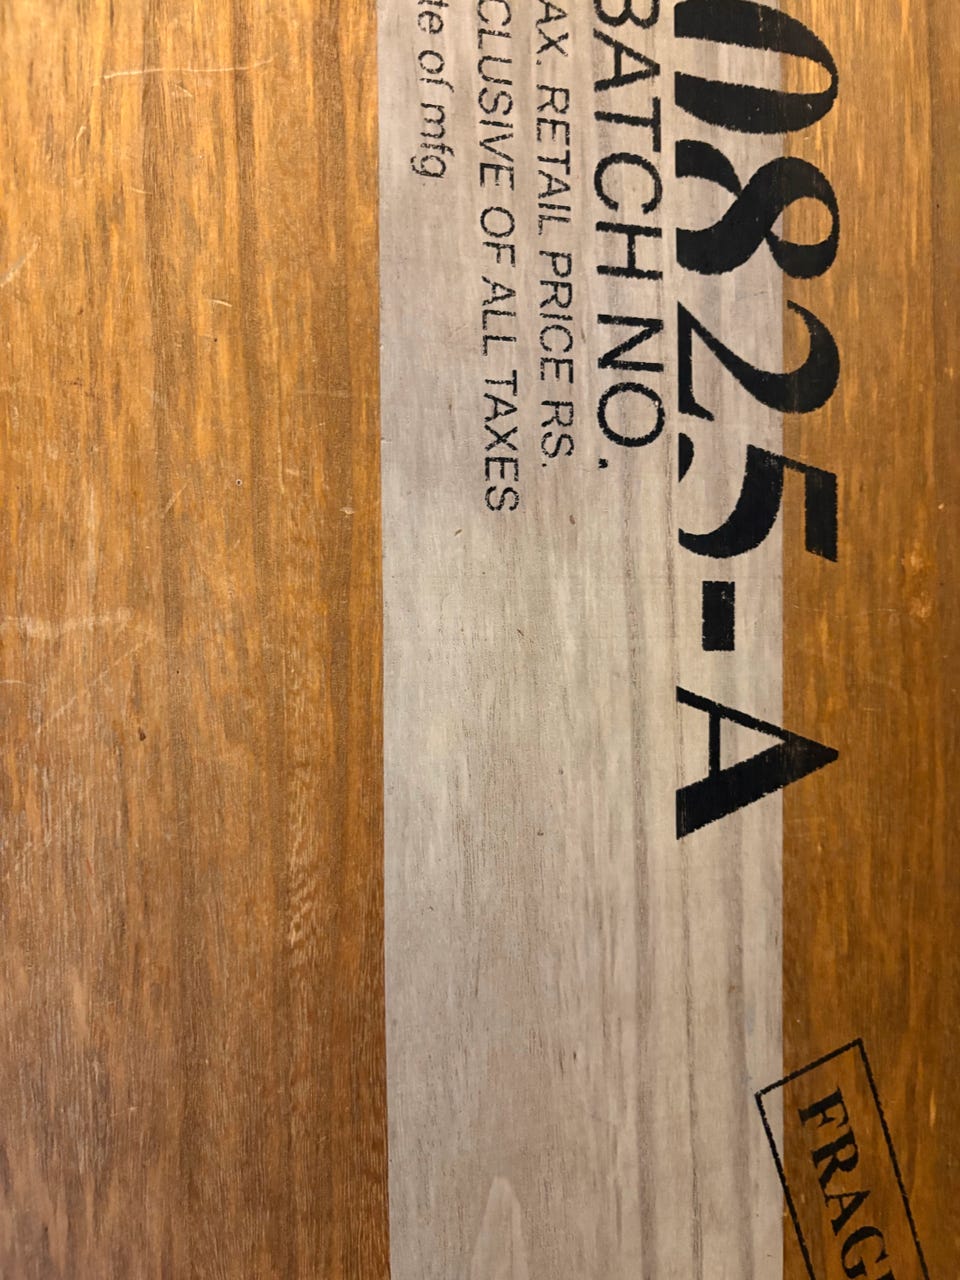 0825-A
BATCH NO.
AX. RETAIL PRICE RS.
CLUSIVE OF ALL TAXES
te of mfg.
FRAG